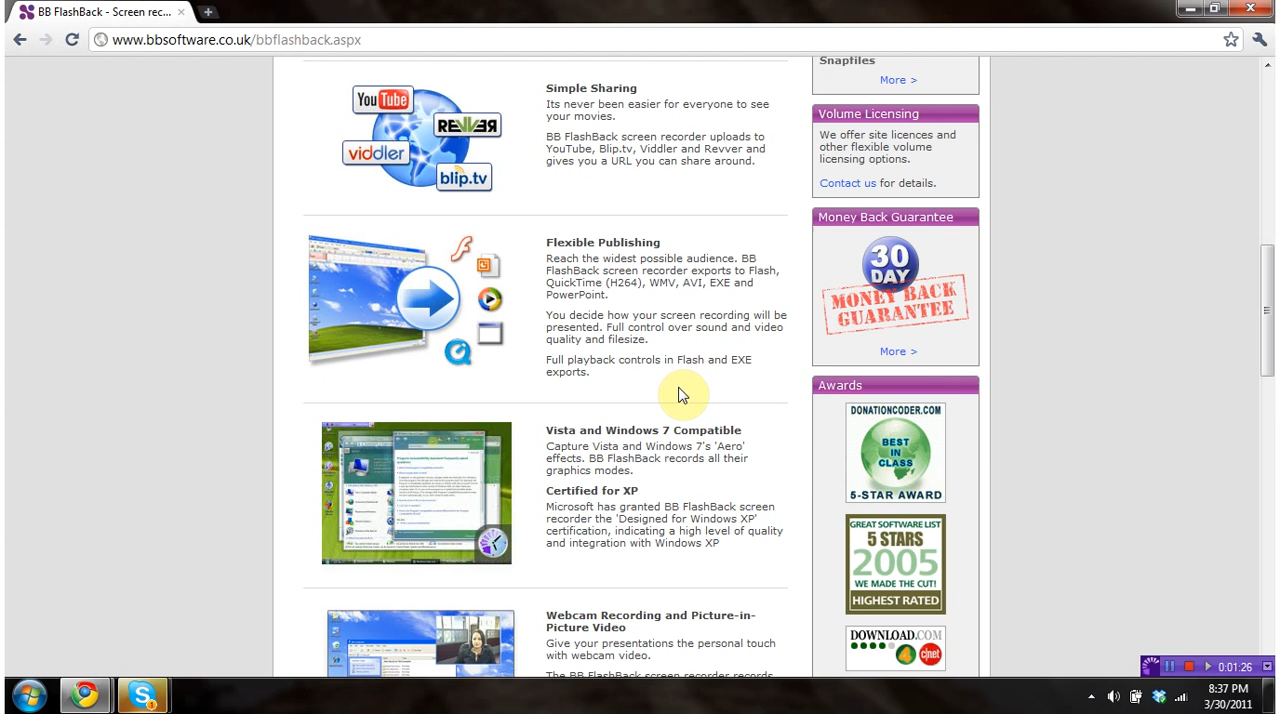 BB FlashBack - Screen rec...
www.bbsoftware.co.uk/bbflashback.aspx
You Tube
REVVER
viddler
blip.tv
Simple Sharing
Its never been easier for everyone to see
your movies.
BB FlashBack screen recorder uploads to
YouTube, Blip.tv, Viddler and Revver and
gives you a URL you can share around.
Flexible Publishing
Reach the widest possible audience. BB
FlashBack screen recorder exports to Flash,
QuickTime (H264), WMV, AVI, EXE and
PowerPoint.
You decide how your screen recording will be
presented. Full control over sound and video
quality and filesize.
Full playback controls in Flash and EXE
exports.
Vista and Windows 7 Compatible
Capture Vista and Windows 7's 'Aero'
effects. BB FlashBack records all their
graphics modes.
Certified for XP
Microsoft has granted BB FlashBack screen
recorder the 'Designed for Windows XP'
certification, indicating a high level of quality
and integration with Windows XP
Webcam Recording and Picture-in-
Picture Video
Give your presentations the personal touch
with webcam video.
The BB FlashBack screen recorder records
Snapfiles
More >
Volume Licensing
We offer site licences and
other flexible volume
licensing options.
Contact us for details.
Money Back Guarantee
30
DAY
MONEY BACK
GUARANTEE
More >
Awards
DONATIONCODER.COM
BEST
IN
CLASS
5-STAR AWARD
GREAT SOFTWARE LIST
5 STARS
2005
WE MADE THE CUT!
HIGHEST RATED
DOWNLOAD.COM
c|net
0:01:26
8:37 PM
3/30/2011